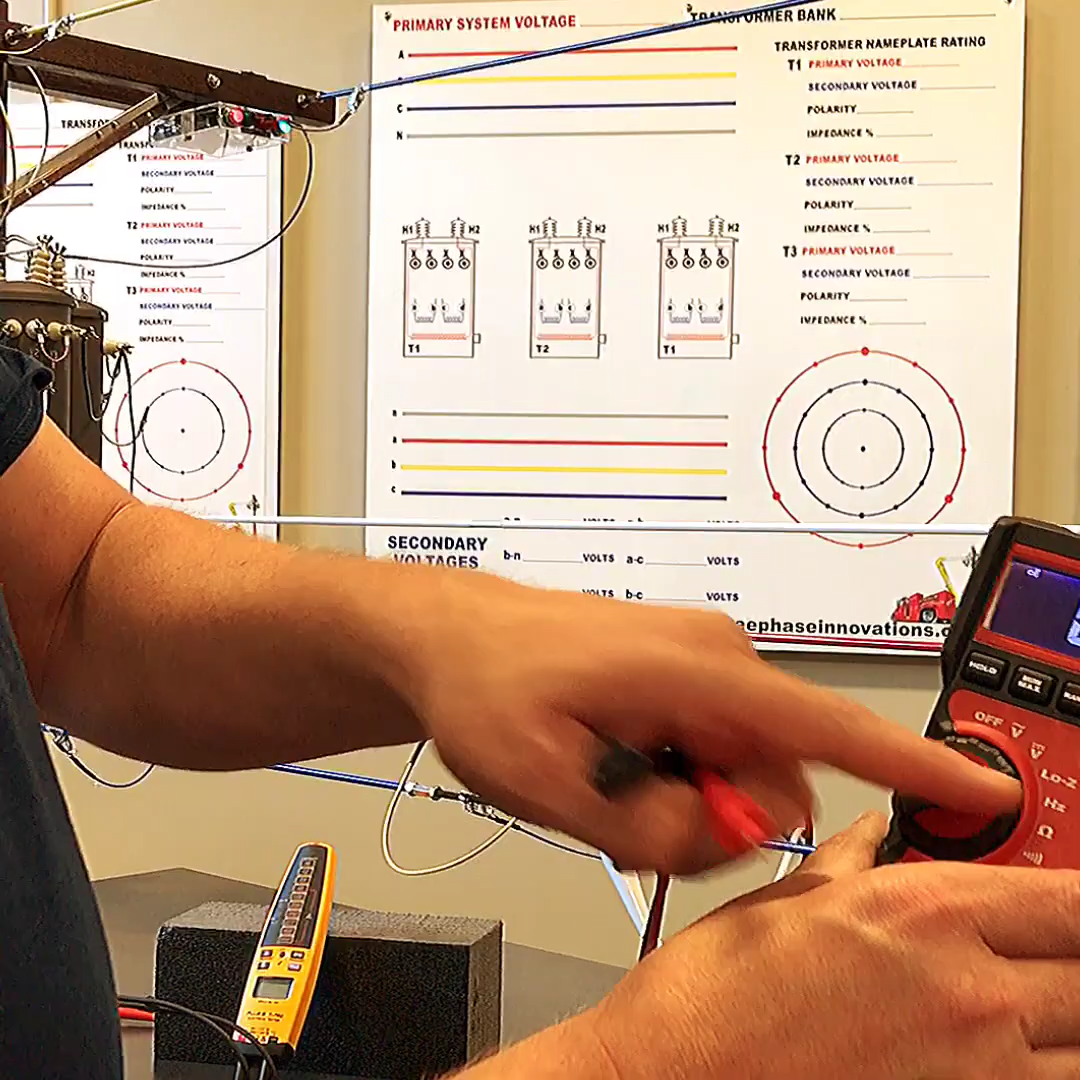 PRIMARY SYSTEM VOLTAGE
TRANSFORMER BANK
A
C
N
TRANSFORMER NAMEPLATE RATING
T1 PRIMARY VOLTAGE
SECONDARY VOLTAGE
POLARITY
IMPEDANCE %
T2 PRIMARY VOLTAGE
SECONDARY VOLTAGE
POLARITY
IMPEDANCE %
T3 PRIMARY VOLTAGE
SECONDARY VOLTAGE
POLARITY
IMPEDANCE %
H1 H2 H1 H2 H1 H2
T1 T2 T1
n
a
b
c
SECONDARY
VOLTAGES
b-n VOLTS a-c VOLTS
VOLTS b-c VOLTS
aephaseinnovations.c
T1 PRIMARY VOLTAGE
SECONDARY VOLTAGE
POLARITY
IMPEDANCE %
T2 PRIMARY VOLTAGE
SECONDARY VOLTAGE
POLARITY
IMPEDANCE %
T3 PRIMARY VOLTAGE
SECONDARY VOLTAGE
POLARITY
IMPEDANCE %
HOLD
OFF
Ṽ
V
Lo-Z
Hz
Ω